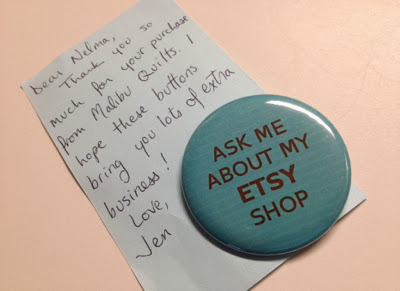 Dear Nelma,
Thank you so
much for your purchase
from Malibu Quilts. I
hope these buttons
bring you lots of extra
business!
Love,
Jen
ASK ME
ABOUT MY
ETSY
SHOP